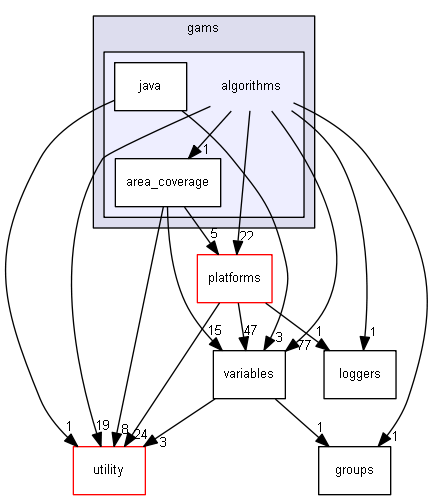 gams
java
algorithms
1
area_coverage
5
22
platforms
15
47
3
77
1
1
variables
loggers
1
19
8
24
3
1
1
utility
groups